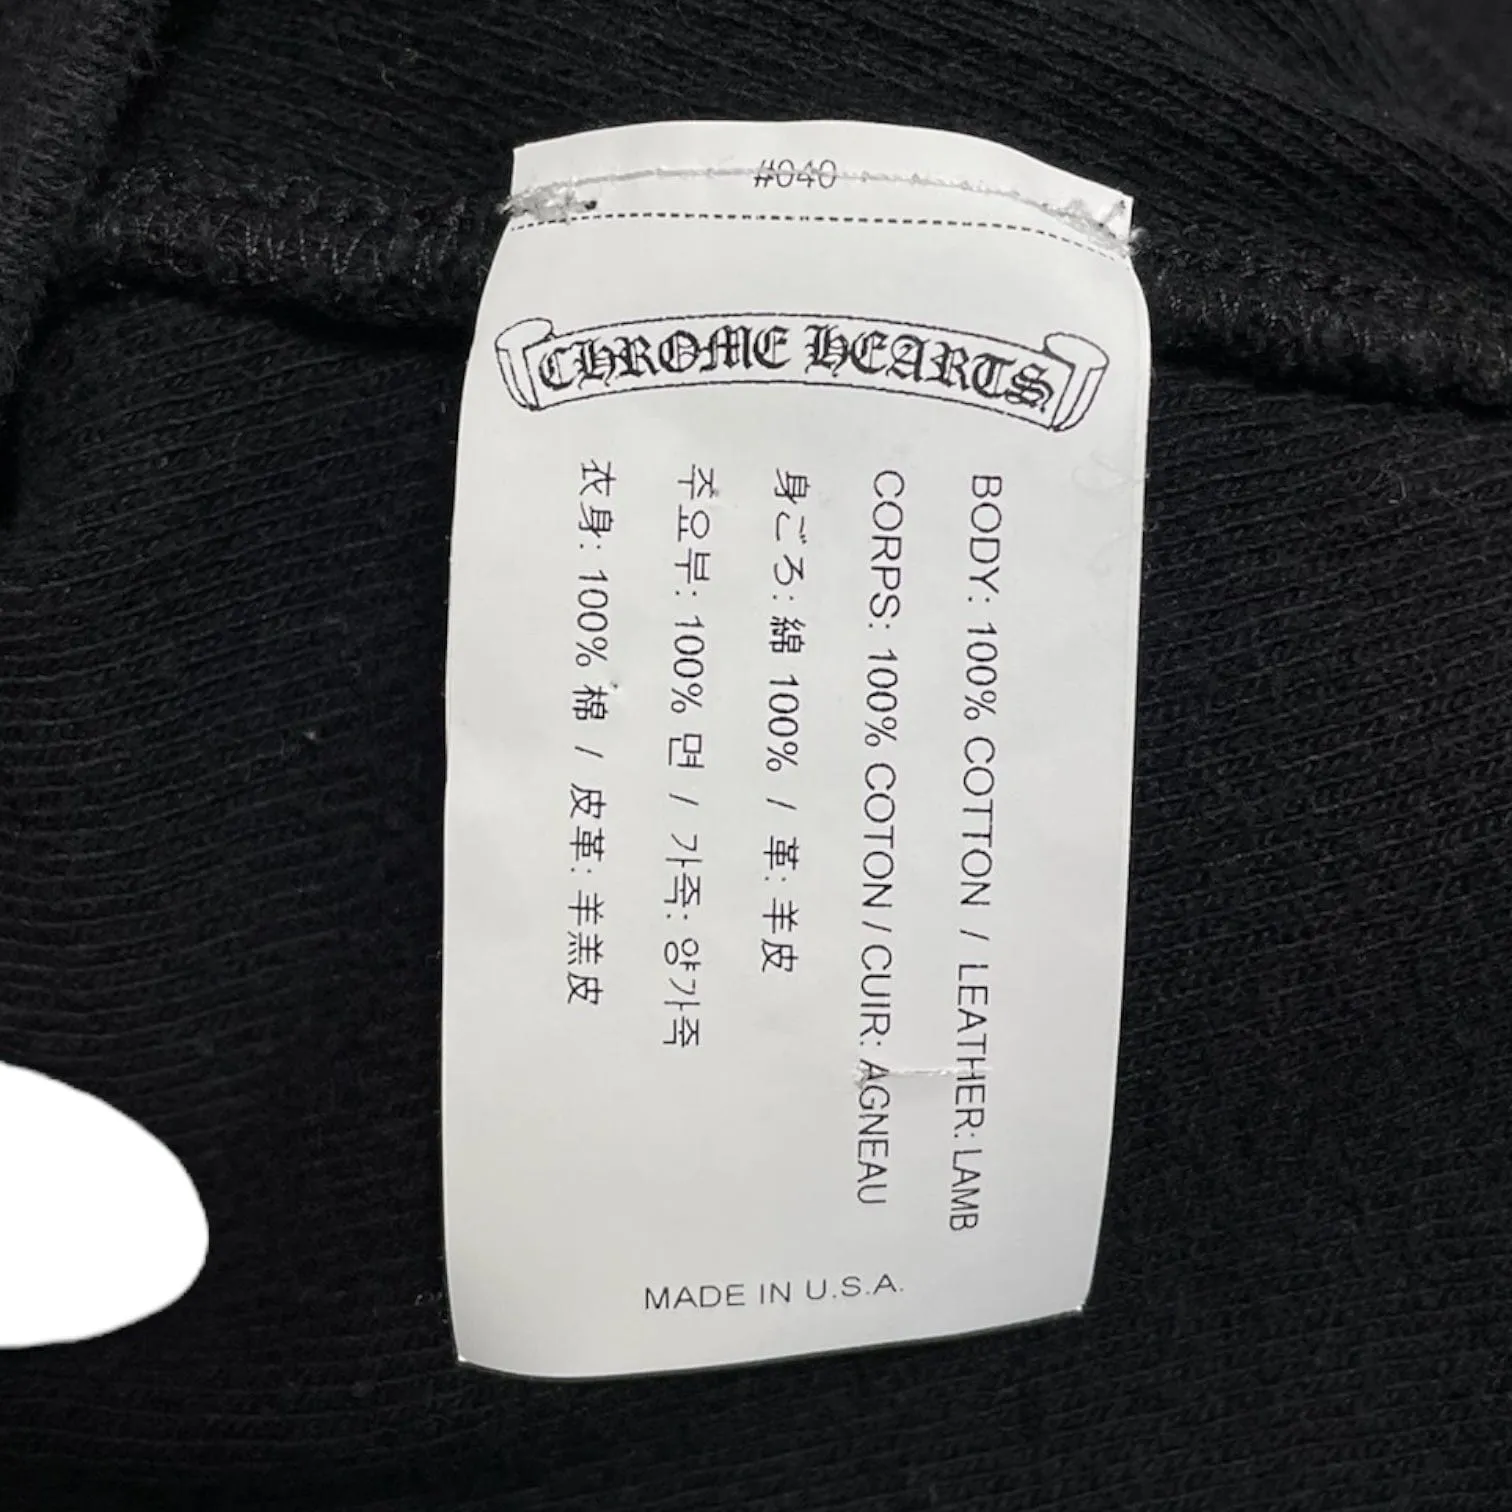 #040
CHROME HEARTS
BODY: 100% COTTON / LEATHER: LAMB
CORPS: 100% COTON / CUIR: AGNEAU
身ごろ: 綿 100% / 革: 羊皮
주요부: 100% 면 / 가죽: 양가죽
衣身: 100% 棉 / 皮革: 羊羔皮
MADE IN U.S.A.